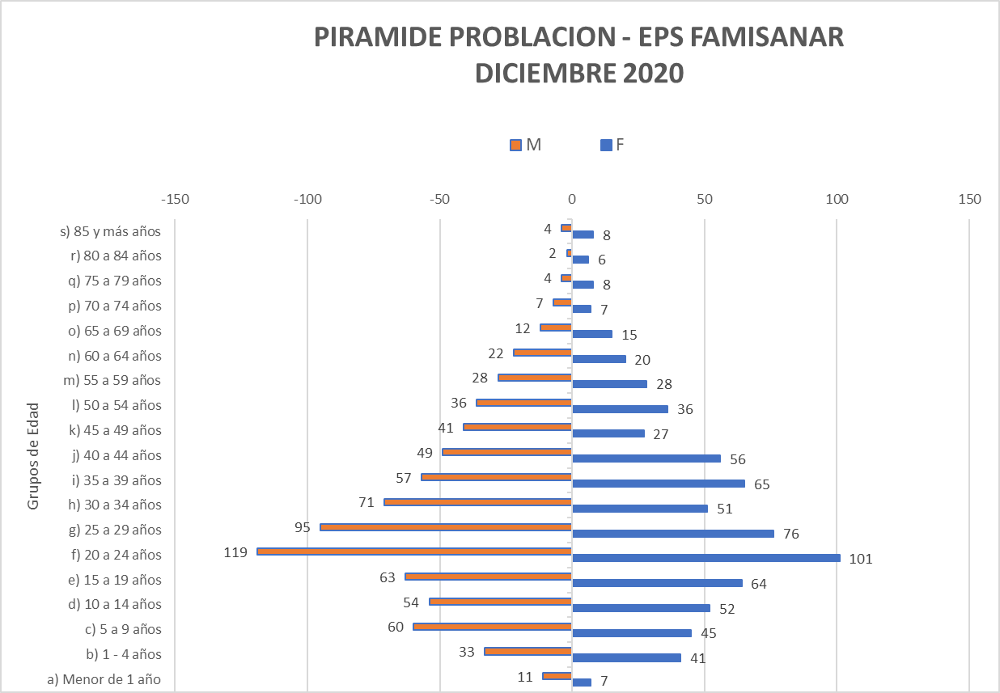 PIRAMIDE PROBLACION - EPS FAMISANAR
DICIEMBRE 2020
M F
-150 -100 -50 0 50 100 150
Grupos de Edad
s) 85 y más años 4 8
r) 80 a 84 años 2 6
q) 75 a 79 años 4 8
p) 70 a 74 años 7 7
o) 65 a 69 años 12 15
n) 60 a 64 años 22 20
m) 55 a 59 años 28 28
l) 50 a 54 años 36 36
k) 45 a 49 años 41 27
j) 40 a 44 años 49 56
i) 35 a 39 años 57 65
h) 30 a 34 años 71 51
g) 25 a 29 años 95 76
f) 20 a 24 años 119 101
e) 15 a 19 años 63 64
d) 10 a 14 años 54 52
c) 5 a 9 años 60 45
b) 1 - 4 años 33 41
a) Menor de 1 año 11 7